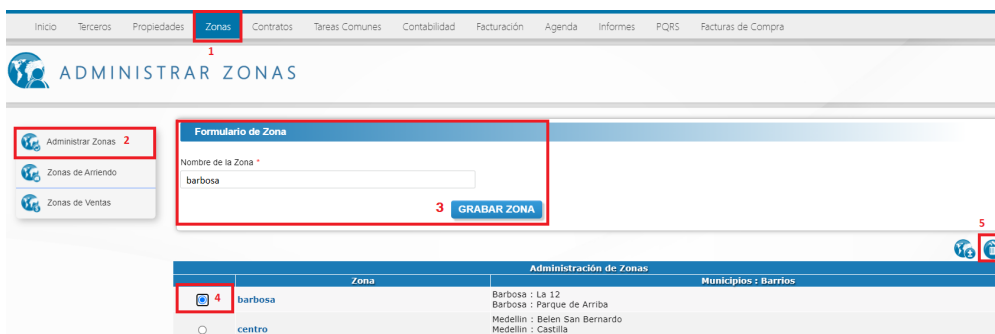 Inicio Terceros Propiedades Zonas Contratos Tareas Comunes Contabilidad Facturación Agenda Informes PQRS Facturas de Compra
1
ADMINISTRAR ZONAS
Administrar Zonas 2
Zonas de Arriendo
Zonas de Ventas
Formulario de Zona
Nombre de la Zona *
barbosa
3 GRABAR ZONA
5
Administración de Zonas
Zona Municipios : Barrios
4 barbosa
Barbosa : La 12
Barbosa : Parque de Arriba
centro
Medellin : Belen San Bernardo
Medellin : Castilla